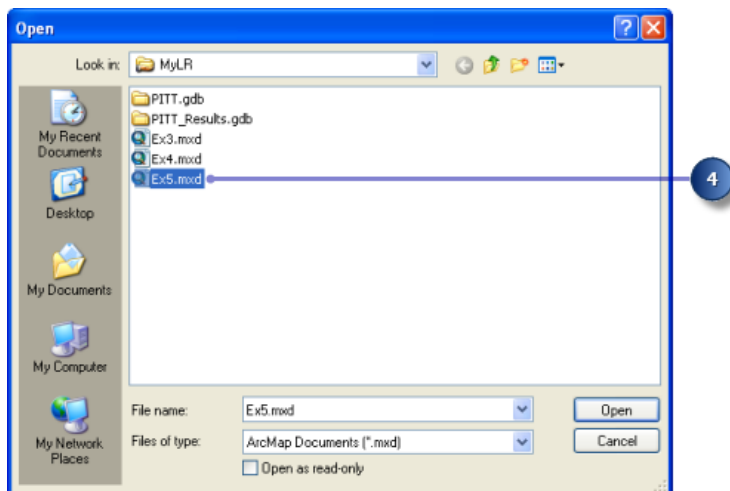 Open
Look in: MyLR
PITT.gdb
PITT_Results.gdb
Ex3.mxd
Ex4.mxd
Ex5.mxd
4
My Recent
Documents
Desktop
My Documents
My Computer
My Network
Places
File name: Ex5.mxd Open
Files of type: ArcMap Documents (*.mxd) Cancel
Open as read-only